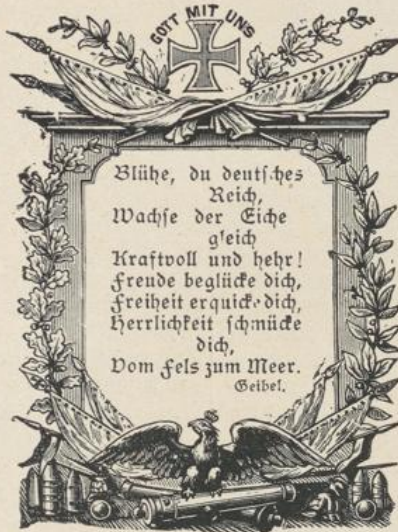 GOTT MIT UNS
Blühe, du deutsches
Reich,
Wachse der Eiche
gleich
Kraftvoll und hehr!
Freude beglücke dich,
Freiheit erquicke dich,
Herrlichkeit schmücke
dich,
Vom Fels zum Meer.
Geibel.